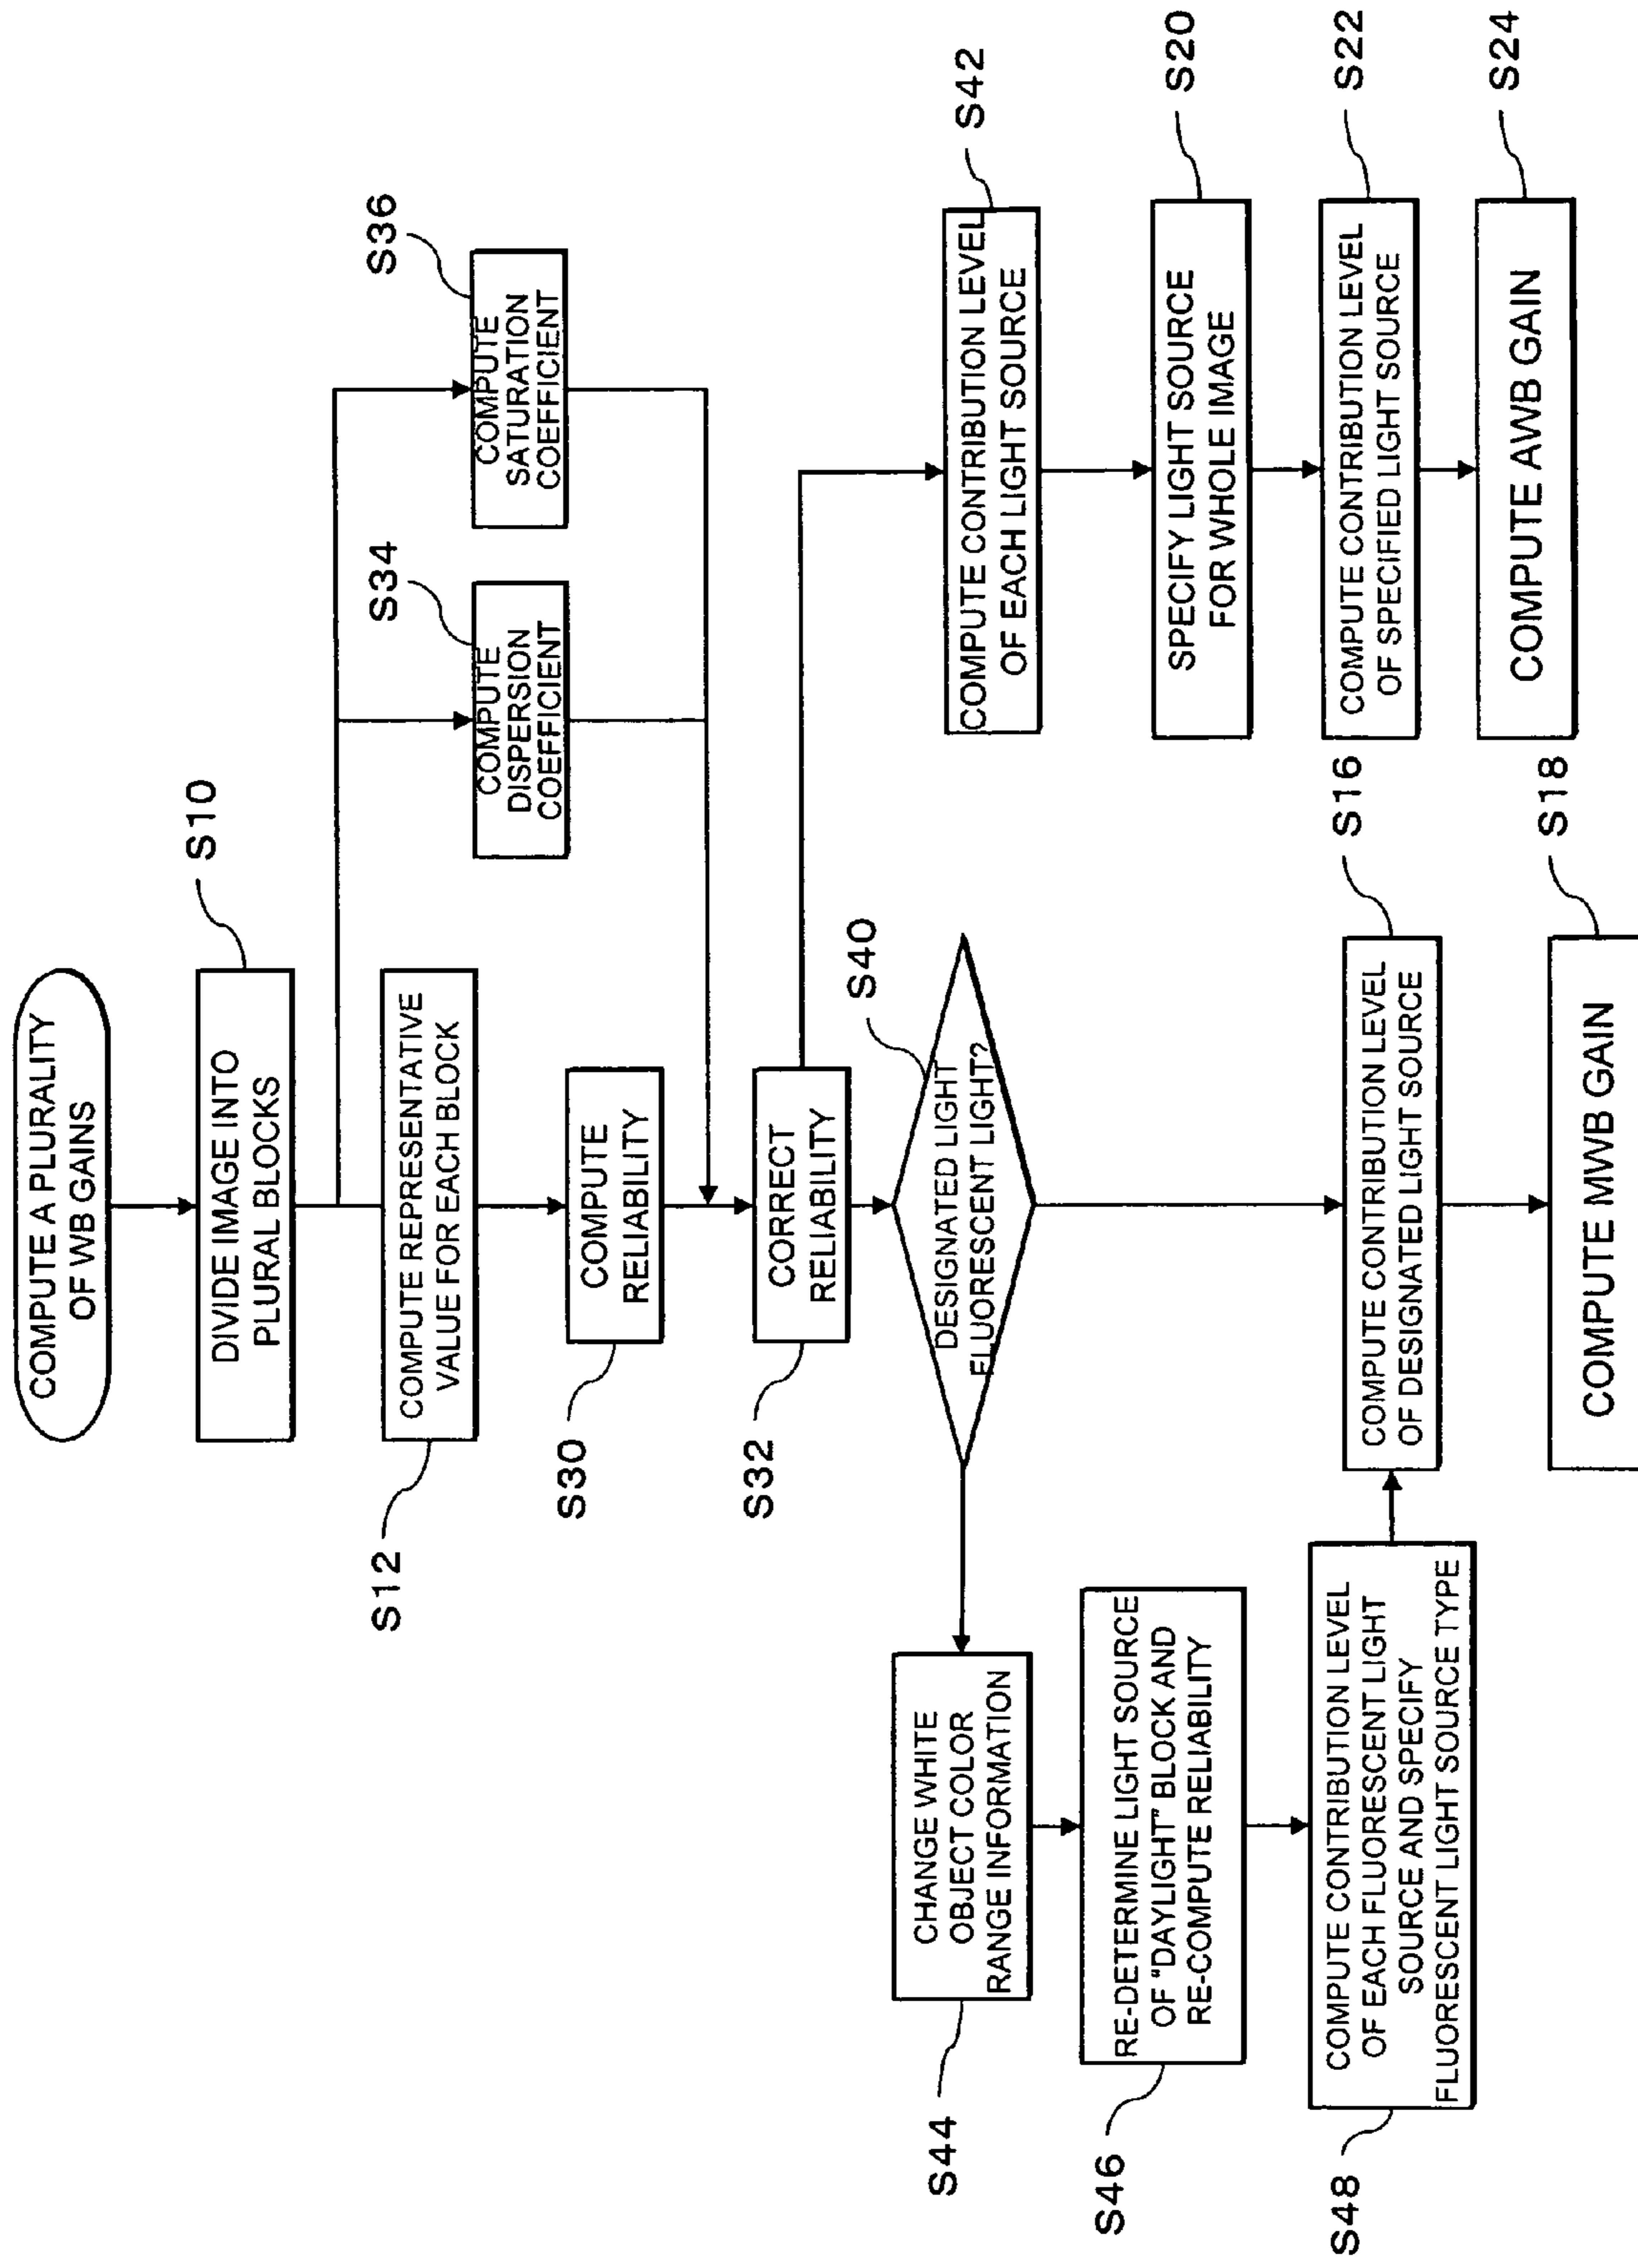 COMPUTE A PLURALITY
OF WB GAINS
S10
DIVIDE IMAGE INTO
PLURAL BLOCKS
S12
COMPUTE REPRESENTATIVE
VALUE FOR EACH BLOCK
S34
COMPUTE
DISPERSION
COEFFICIENT
S36
COMPUTE
SATURATION
COEFFICIENT
S30
COMPUTE
RELIABILITY
S32
CORRECT
RELIABILITY
S40
DESIGNATED LIGHT
FLUORESCENT LIGHT?
S42
COMPUTE CONTRIBUTION LEVEL
OF EACH LIGHT SOURCE
S44
CHANGE WHITE
OBJECT COLOR
RANGE INFORMATION
S20
SPECIFY LIGHT SOURCE
FOR WHOLE IMAGE
S46
RE-DETERMINE LIGHT SOURCE
OF "DAYLIGHT" BLOCK AND
RE-COMPUTE RELIABILITY
S48
COMPUTE CONTRIBUTION LEVEL
OF EACH FLUORESCENT LIGHT
SOURCE AND SPECIFY
FLUORESCENT LIGHT SOURCE TYPE
S16
COMPUTE CONTRIBUTION LEVEL
OF DESIGNATED LIGHT SOURCE
S22
COMPUTE CONTRIBUTION LEVEL
OF SPECIFIED LIGHT SOURCE
S18
COMPUTE MWB GAIN
S24
COMPUTE AWB GAIN